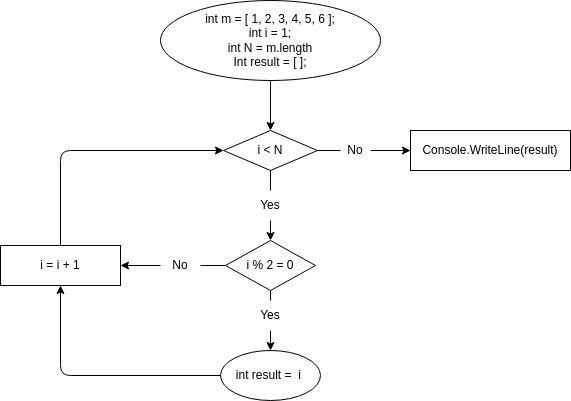 int m = [ 1, 2, 3, 4, 5, 6 ];
int i = 1;
int N = m.length
Int result = [ ];
i < N
No
Console.WriteLine(result)
Yes
i = i + 1
No
i % 2 = 0
Yes
int result =  i